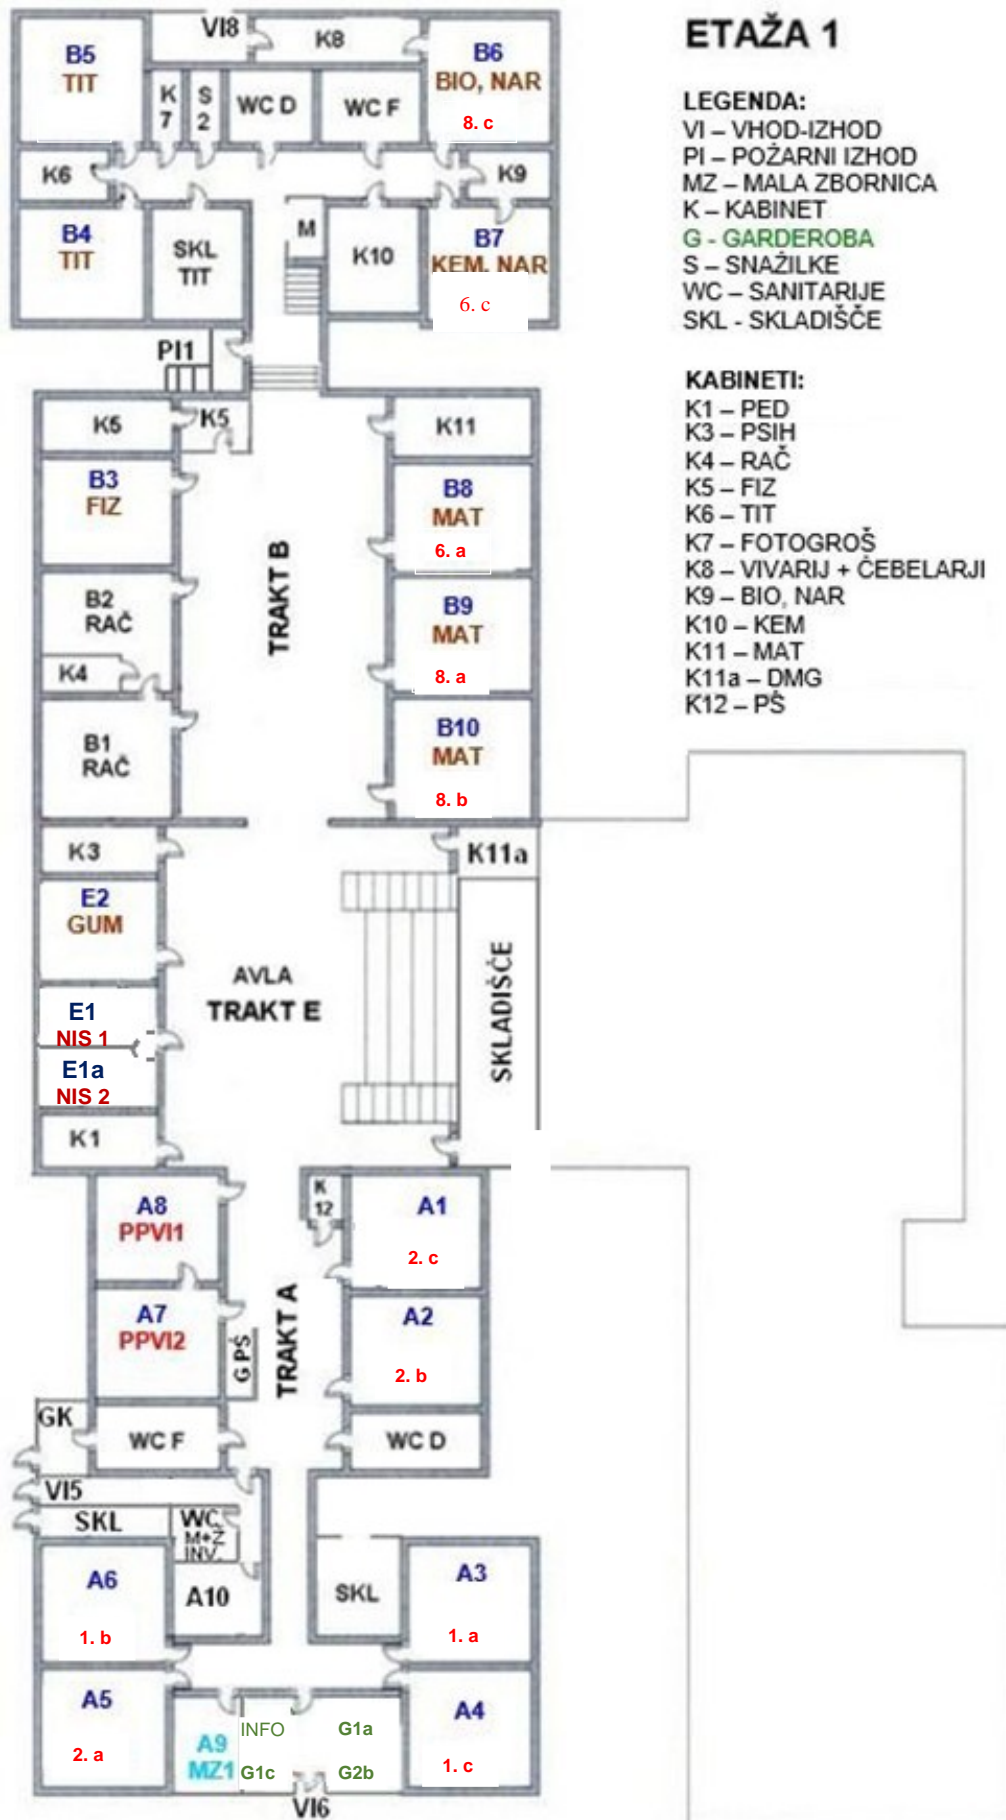 ETAŽA 1
LEGENDA:
VI – VHOD-IZHOD
PI – POŽARNI IZHOD
MZ – MALA ZBORNICA
K – KABINET
G - GARDEROBA
S – SNAŽILKE
WC – SANITARIJE
SKL - SKLADIŠČE
KABINETI:
K1 – PED
K3 – PSIH
K4 – RAČ
K5 – FIZ
K6 – TIT
K7 – FOTOGROŠ
K8 – VIVARIJ + ČEBELARJI
K9 – BIO, NAR
K10 – KEM
K11 – MAT
K11a – DMG
K12 – PŠ
VI8
K8
B5
TIT
K
7
S
2
WC D
WC F
B6
BIO, NAR
8. c
K6
K9
B4
TIT
SKL
TIT
M
K10
B7
KEM, NAR
6. c
PI1
K5
K5
K11
B3
FIZ
B8
MAT
6. a
TRAKT B
B2
RAČ
K4
B9
MAT
8. a
B1
RAČ
B10
MAT
8. b
K3
K11a
E2
GUM
AVLA
TRAKT E
SKLADIŠČE
E1
NIS 1
E1a
NIS 2
K1
A8
PPVI1
K
12
A1
2. c
A7
PPVI2
G PŠ
TRAKT A
A2
2. b
GK
WC F
WC D
VI5
SKL
WC
M+Ž
INV.
A6
1. b
A10
SKL
A3
1. a
A5
2. a
A9
MZ1
INFO
G1c
G1a
G2b
A4
1. c
VI6